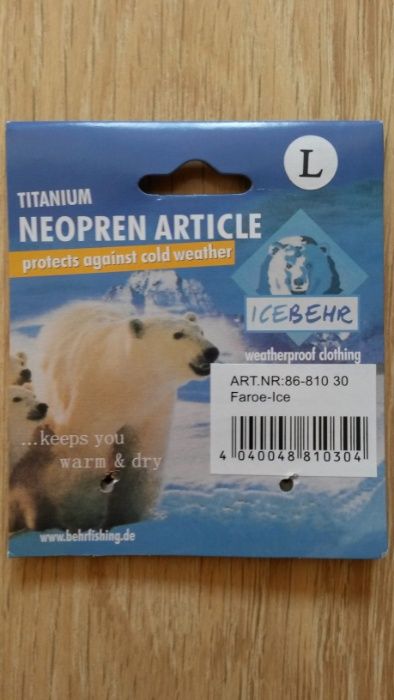 L
TITANIUM
NEOPREN ARTICLE
protects against cold weather
ICEBEHR
weatherproof clothing
ART.NR:86-810 30
Faroe-Ice
4 040048 810304
...keeps you
warm & dry
www.behrfishing.de